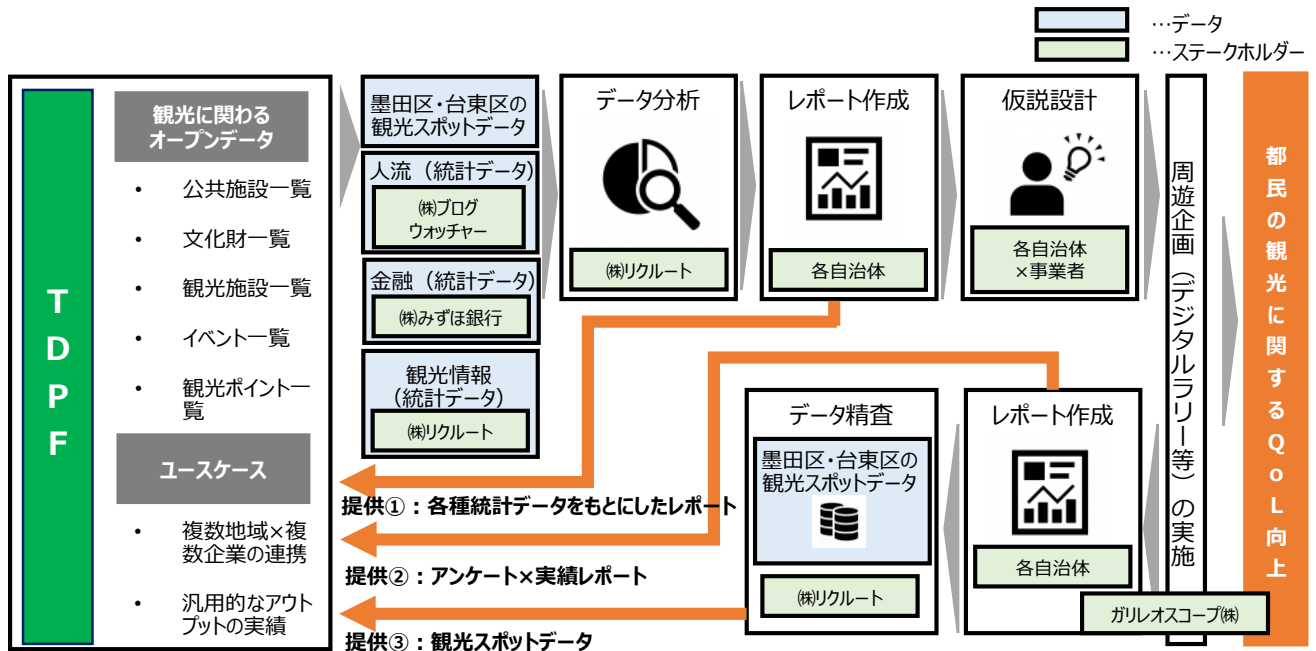 …データ
…ステークホルダー
TDPF
観光に関わる
オープンデータ
• 公共施設一覧
• 文化財一覧
• 観光施設一覧
• イベント一覧
• 観光ポイント一
覧
ユースケース
• 複数地域×複
数企業の連携
• 汎用的なアウト
プットの実績
墨田区・台東区の
観光スポットデータ
人流（統計データ）
㈱ブログ
ウォッチャー
金融（統計データ）
㈱みずほ銀行
観光情報
（統計データ）
㈱リクルート
データ分析
㈱リクルート
レポート作成
各自治体
仮説設計
各自治体
×事業者
周遊企画（デジタルラリー等）の実施
都民の観光に関するQoL向上
データ精査
墨田区・台東区の
観光スポットデータ
㈱リクルート
レポート作成
各自治体
ガリレオスコープ㈱
提供①：各種統計データをもとにしたレポート
提供②：アンケート×実績レポート
提供③：観光スポットデータ